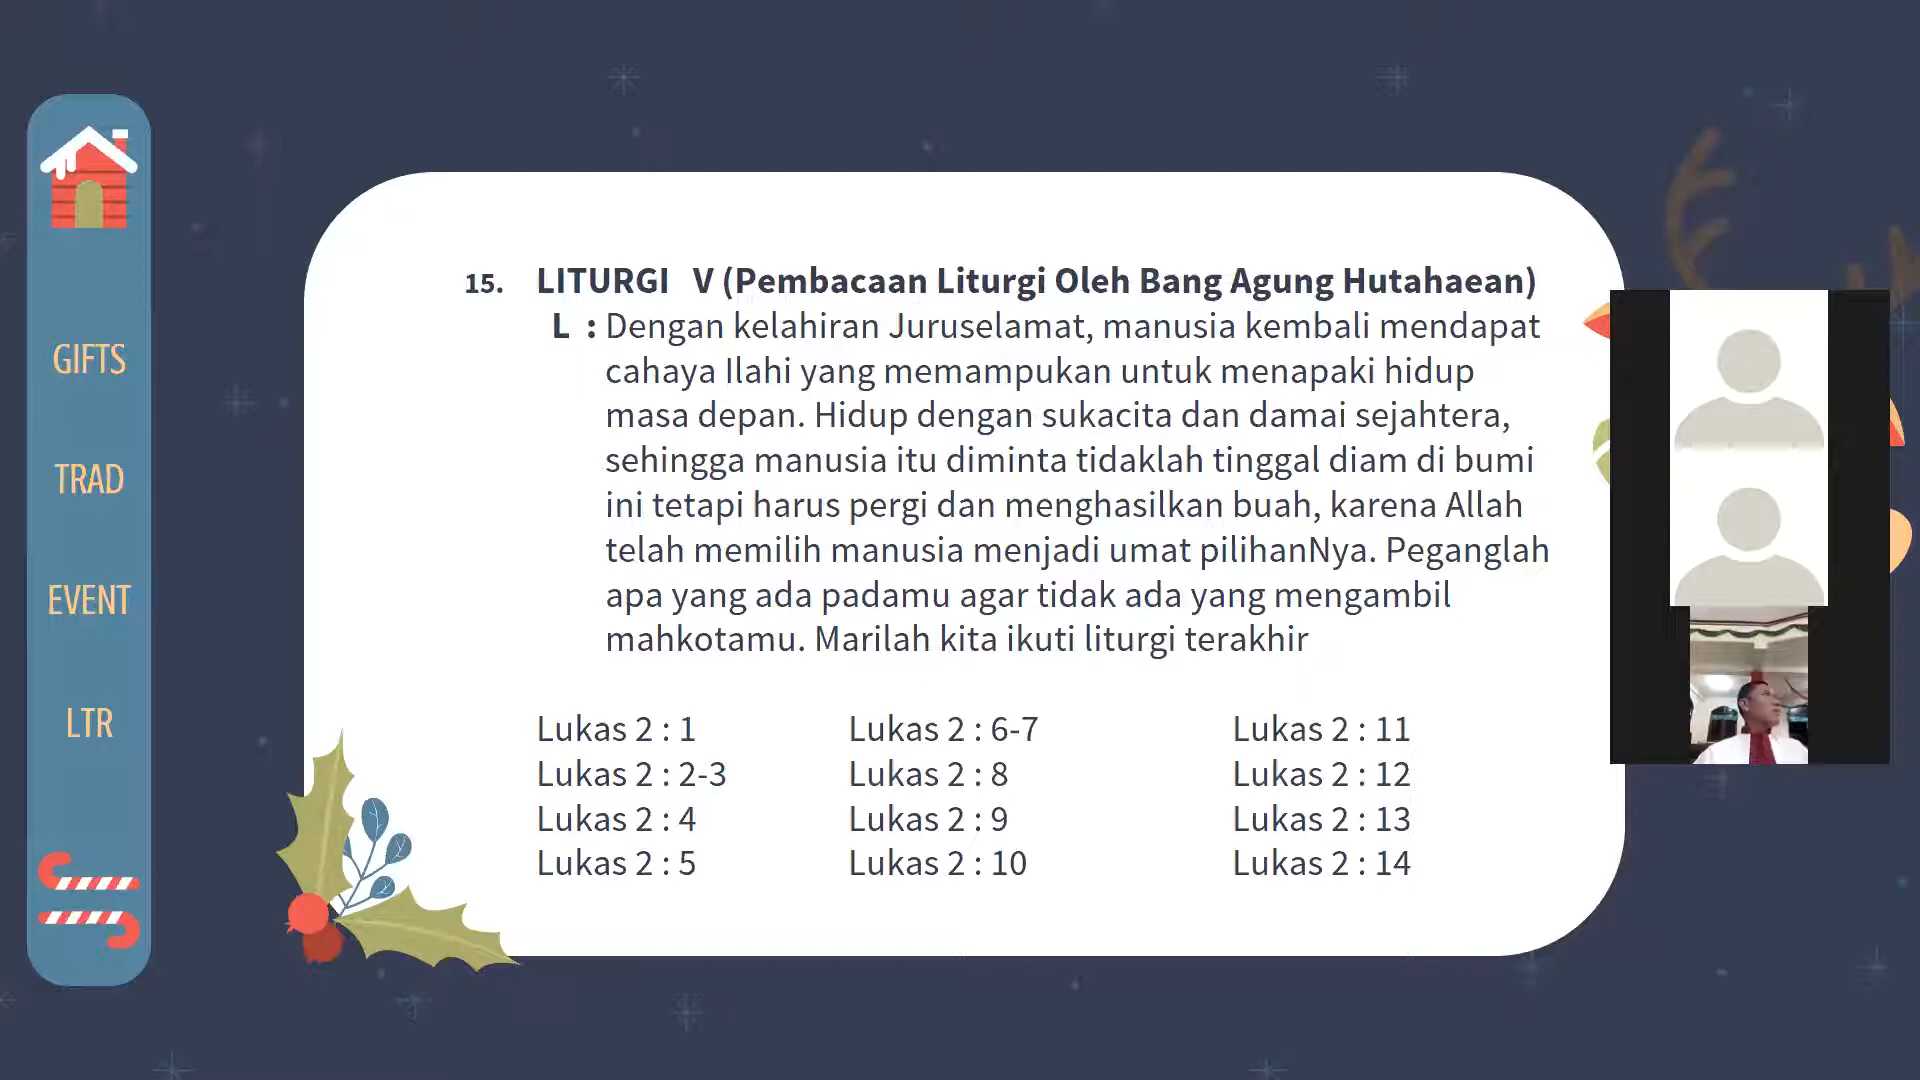 GIFTS
TRAD
EVENT
LTR
15. LITURGI V (Pembacaan Liturgi Oleh Bang Agung Hutahaean)
L : Dengan kelahiran Juruselamat, manusia kembali mendapat
cahaya Ilahi yang memampukan untuk menapaki hidup
masa depan. Hidup dengan sukacita dan damai sejahtera,
sehingga manusia itu diminta tidaklah tinggal diam di bumi
ini tetapi harus pergi dan menghasilkan buah, karena Allah
telah memilih manusia menjadi umat pilihanNya. Peganglah
apa yang ada padamu agar tidak ada yang mengambil
mahkotamu. Marilah kita ikuti liturgi terakhir
Lukas 2 : 1
Lukas 2 : 2-3
Lukas 2 : 4
Lukas 2 : 5
Lukas 2 : 6-7
Lukas 2 : 8
Lukas 2 : 9
Lukas 2 : 10
Lukas 2 : 11
Lukas 2 : 12
Lukas 2 : 13
Lukas 2 : 14